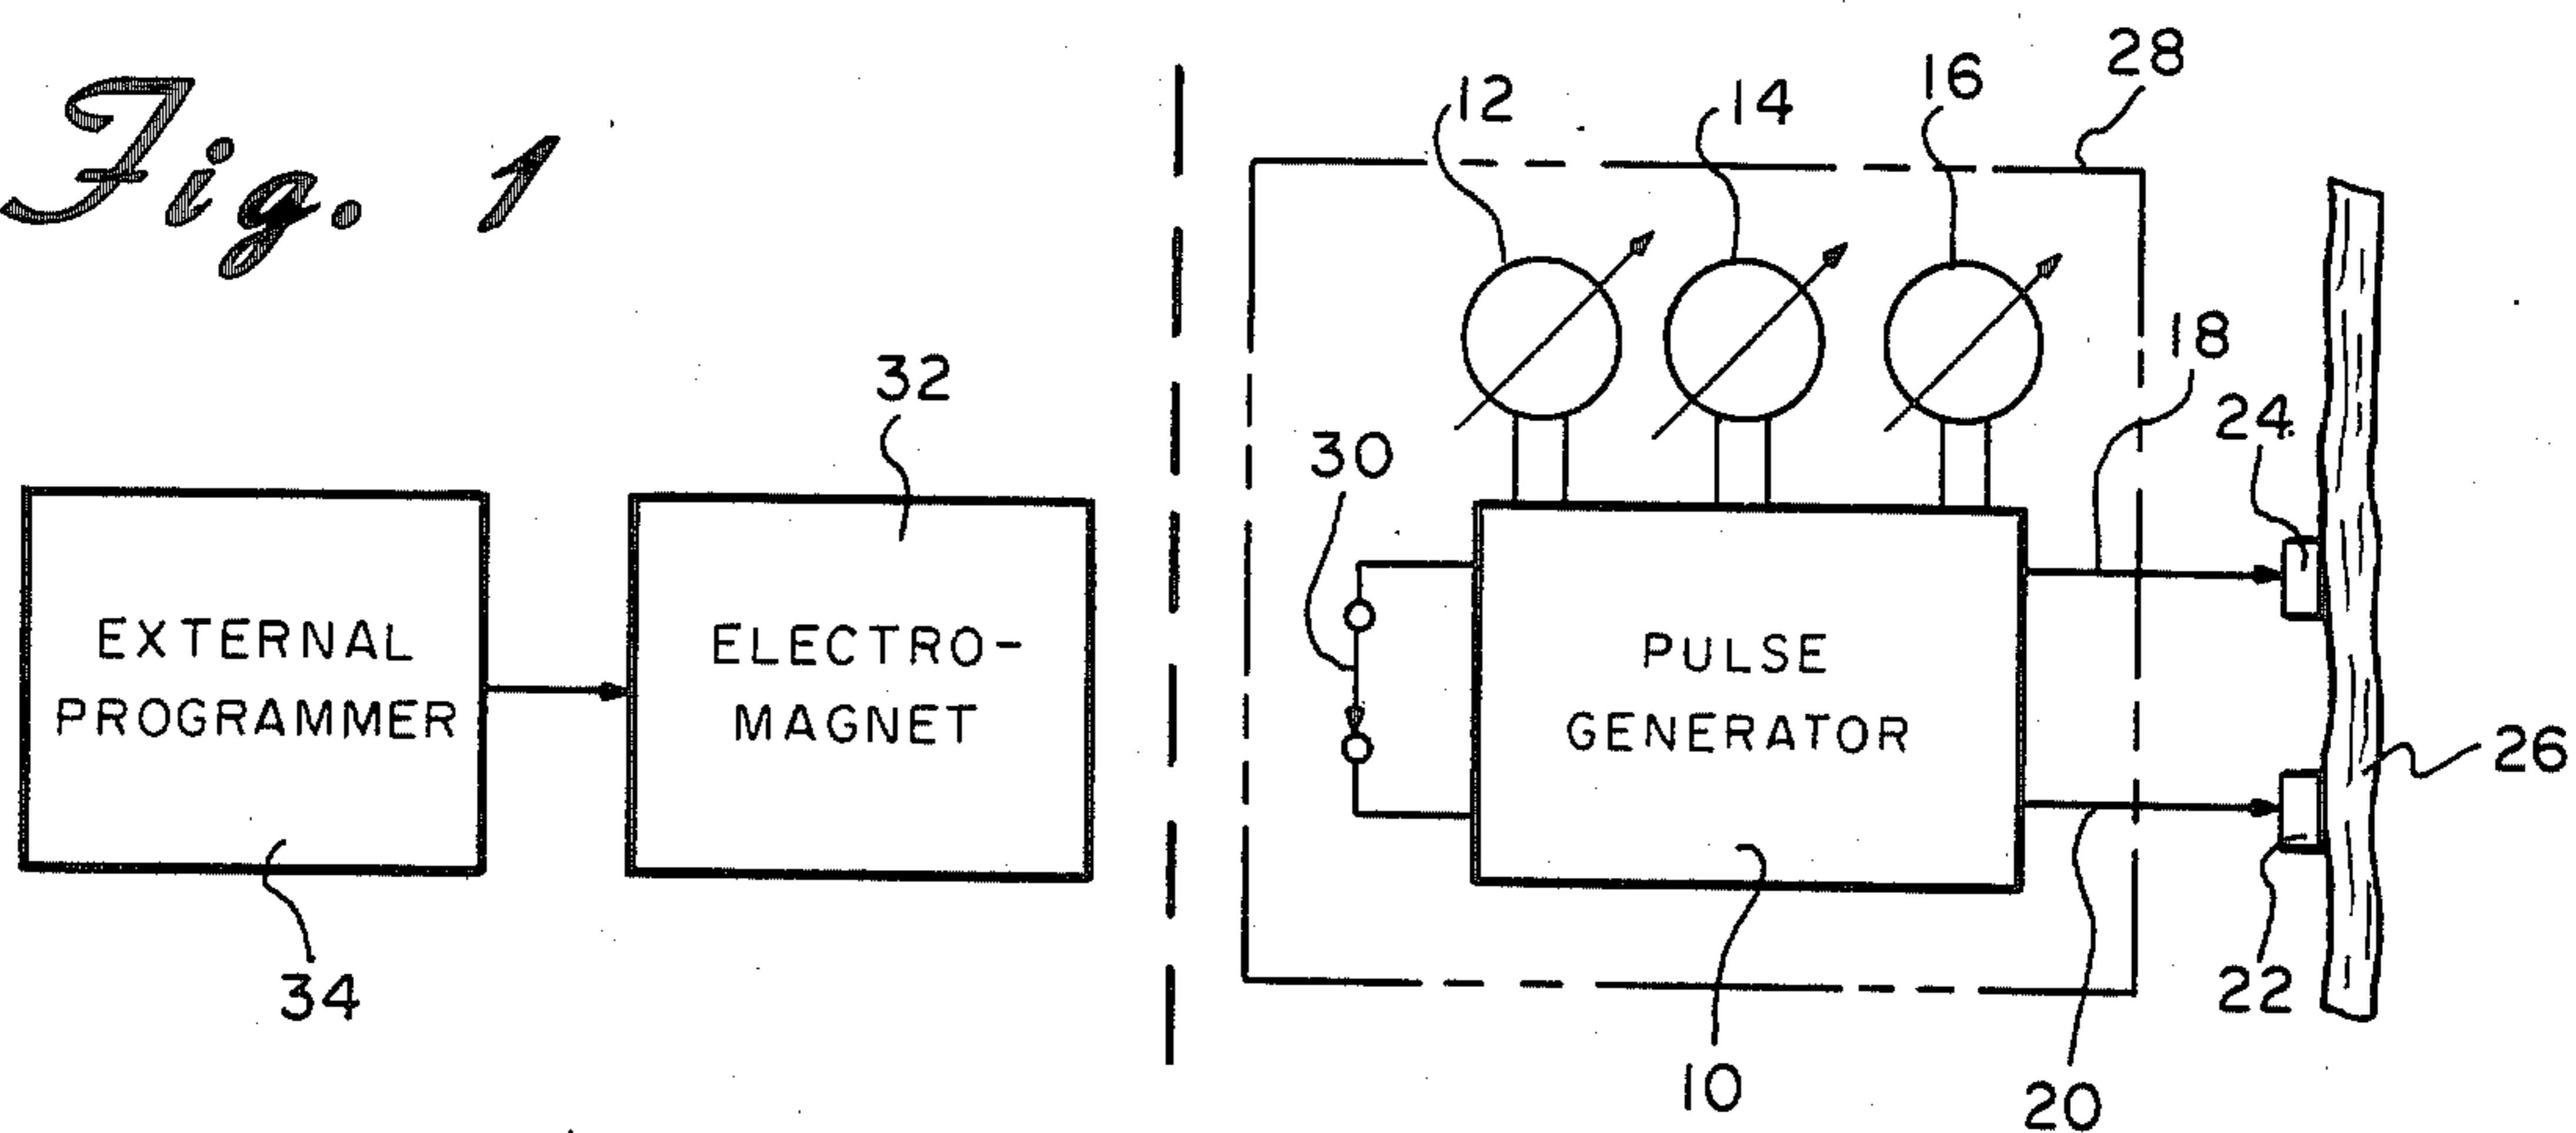 Fig. 1
12
14
16
28
18
24
32
30
EXTERNAL
PROGRAMMER
ELECTRO-
MAGNET
PULSE
GENERATOR
26
34
22
10
20